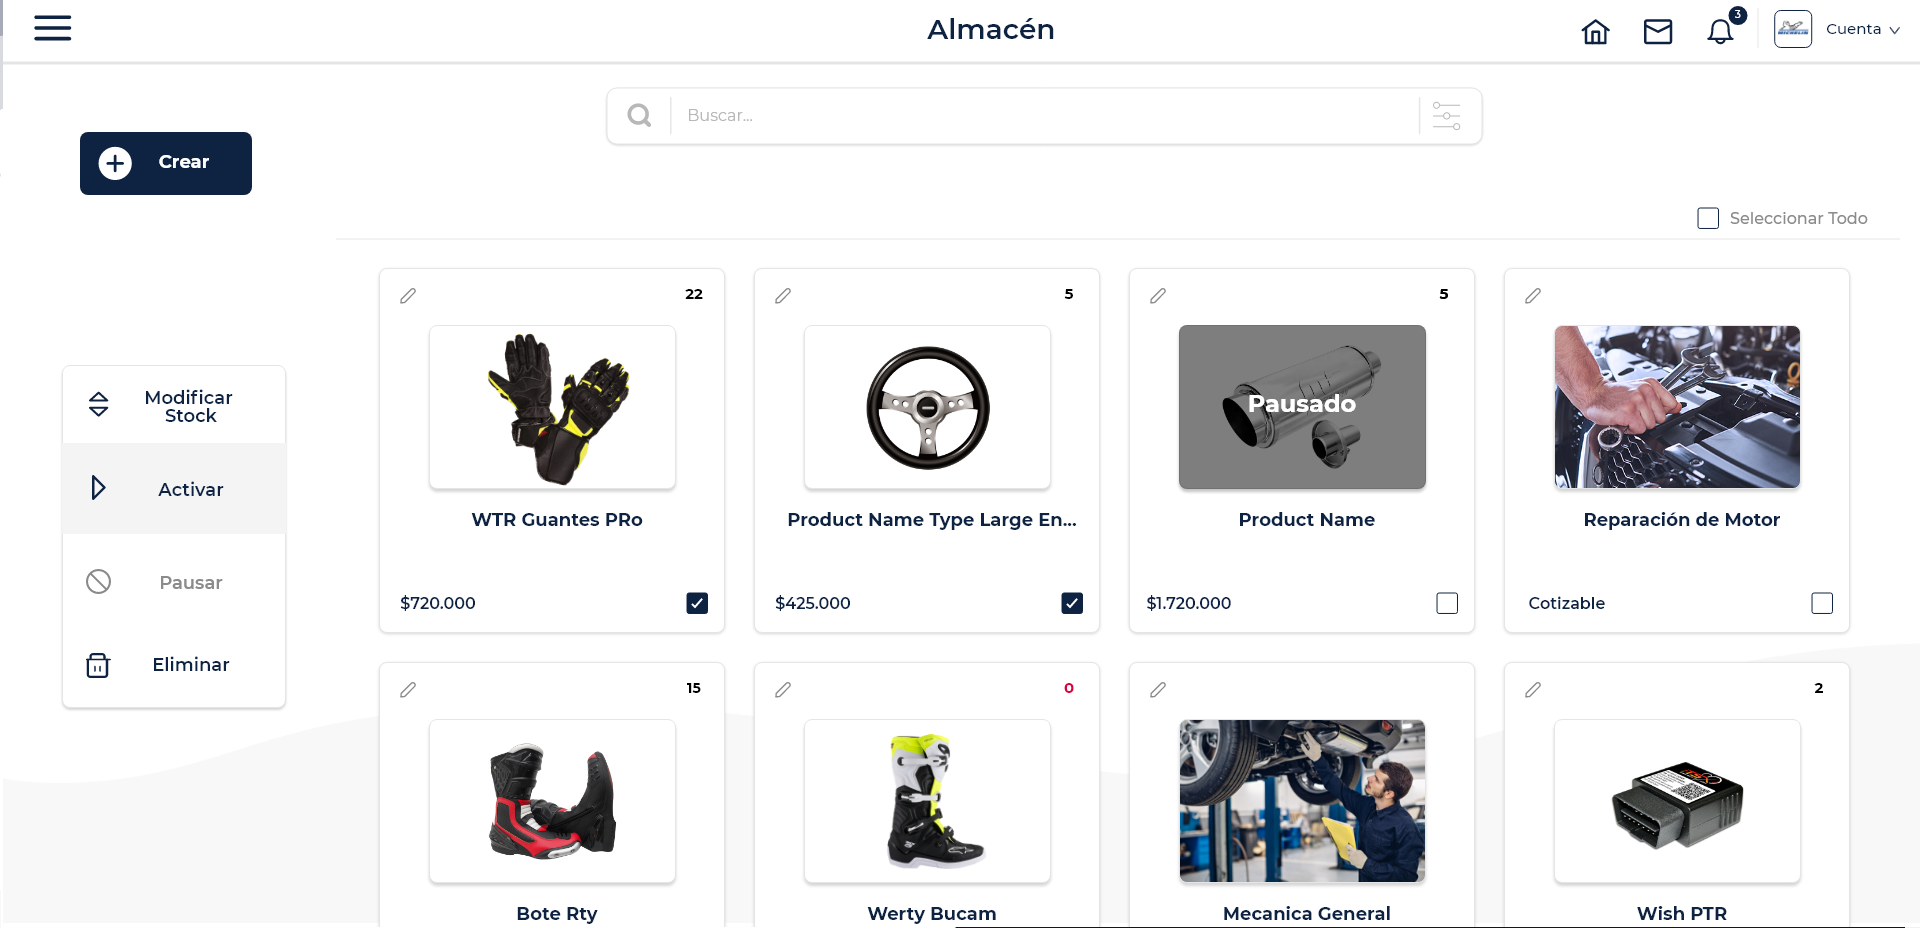 Almacén
3
Cuenta
Buscar...
Crear
Seleccionar Todo
Modificar
Stock
Activar
Pausar
Eliminar
22
5
5
Pausado
WTR Guantes PRo
Product Name Type Large En...
Product Name
Reparación de Motor
$720.000
$425.000
$1.720.000
Cotizable
15
0
2
Bote Rty
Werty Bucam
Mecanica General
Wish PTR